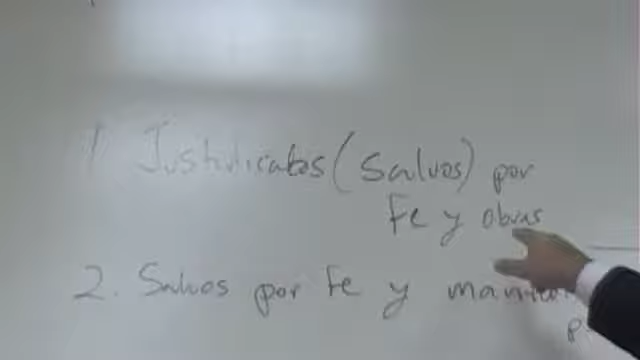 1 Justificados (Salvos) por
Fe y obras
2. Salvos por Fe y